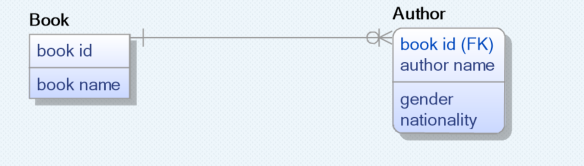 Book
book id
book name
Author
book id (FK)
author name
gender
nationality